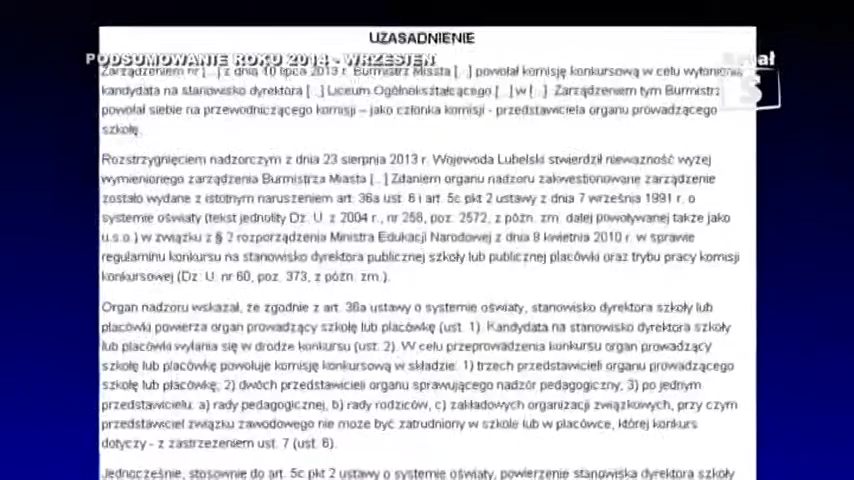 UZASADNIENIE
PODSUMOWANIE ROKU 2014 - WRZESIEŃ
Zarządzeniem nr [...] z dnia 10 lipca 2013 r. Burmistrz Miasta [...] powołał komisję konkursową w celu wyłonienia
kandydata na stanowisko dyrektora [...] Liceum Ogólnokształcącego [...] w [...]. Zarządzeniem tym Burmistrz
powołał siebie na przewodniczącego komisji – jako członka komisji - przedstawiciela organu prowadzącego
szkołę.
S
Rozstrzygnięciem nadzorczym z dnia 23 sierpnia 2013 r. Wojewoda Lubelski stwierdził nieważność wyżej
wymienionego zarządzenia Burmistrza Miasta [...] Zdaniem organu nadzoru zakwestionowane zarządzenie
zostało wydane z istotnym naruszeniem art. 36a ust. 6 i art. 5c pkt 2 ustawy z dnia 7 września 1991 r. o
systemie oświaty (tekst jednolity Dz. U. z 2004 r., nr 256, poz. 2572, z późn. zm. dalej powoływanej także jako
u.s.o.) w związku z § 2 rozporządzenia Ministra Edukacji Narodowej z dnia 8 kwietnia 2010 r. w sprawie
regulaminu konkursu na stanowisko dyrektora publicznej szkoły lub publicznej placówki oraz trybu pracy komisji
konkursowej (Dz. U. nr 60, poz. 373, z późn. zm.).
Organ nadzoru wskazał, że zgodnie z art. 36a ustawy o systemie oświaty, stanowisko dyrektora szkoły lub
placówki powierza organ prowadzący szkołę lub placówkę (ust. 1). Kandydata na stanowisko dyrektora szkoły
lub placówki wyłania się w drodze konkursu (ust. 2). W celu przeprowadzenia konkursu organ prowadzący
szkołę lub placówkę powołuje komisję konkursową w składzie: 1) trzech przedstawicieli organu prowadzącego
szkołę lub placówkę; 2) dwóch przedstawicieli organu sprawującego nadzór pedagogiczny; 3) po jednym
przedstawicielu: a) rady pedagogicznej, b) rady rodziców, c) zakładowych organizacji związkowych, przy czym
przedstawiciel związku zawodowego nie może być zatrudniony w szkole lub w placówce, której konkurs
dotyczy - z zastrzeżeniem ust. 7 (ust. 6).
Jednocześnie, stosownie do art. 5c pkt 2 ustawy o systemie oświaty, powierzenie stanowiska dyrektora szkoły